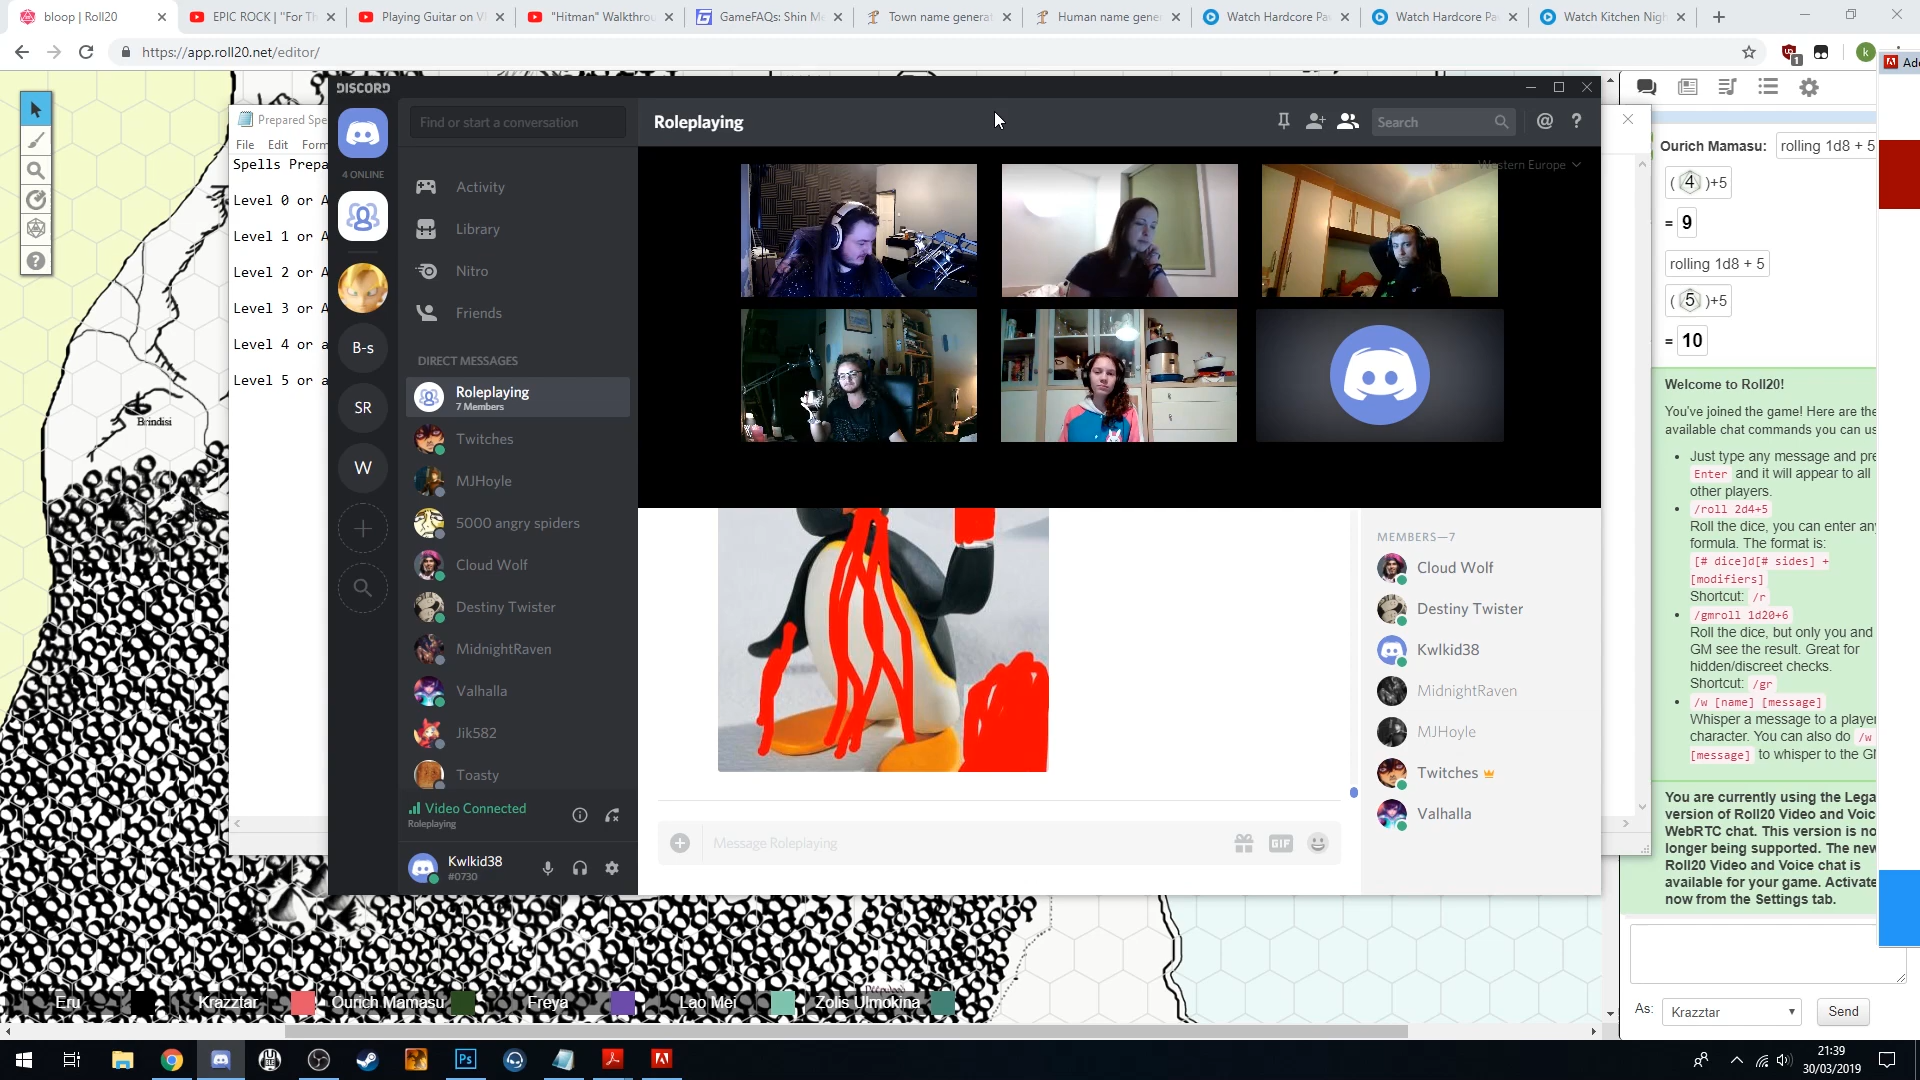 bloop | Roll20
EPIC ROCK | "For Th
Playing Guitar on V
"Hitman" Walkthrou
GameFAQs: Shin M
Town name generat
Human name gene
Watch Hardcore Pa
Watch Hardcore Pa
Watch Kitchen Nigh
https://app.roll20.net/editor/
1
k
Ado
DISCORD
Prepared Spe
File Edit Form
Spells Prepa
Level 0 or A
Level 1 or A
Level 2 or A
Level 3 or A
Level 4 or a
Level 5 or a
Brindisi
4 ONLINE
B-s
SR
W
Find or start a conversation
Activity
Library
Nitro
Friends
DIRECT MESSAGES
Roleplaying
7 Members
Twitches
MJHoyle
5000 angry spiders
Cloud Wolf
Destiny Twister
MidnightRaven
Valhalla
Jik582
Toasty
Video Connected
Roleplaying
Kwlkid38
#0730
Roleplaying
Search
Western Europe
Message Roleplaying
GIF
MEMBERS—7
Cloud Wolf
Destiny Twister
Kwlkid38
MidnightRaven
MJHoyle
Twitches
Valhalla
Ourich Mamasu: rolling 1d8 + 5
(4)+5
= 9
rolling 1d8 + 5
(5)+5
= 10
Welcome to Roll20!
You've joined the game! Here are the
available chat commands you can us
Just type any message and pre
Enter and it will appear to all
other players.
/roll 2d4+5
Roll the dice, you can enter any
formula. The format is:
[# dice]d[# sides] +
[modifiers]
Shortcut: /r
/gmroll 1d20+6
Roll the dice, but only you and
GM see the result. Great for
hidden/discreet checks.
Shortcut: /gr
/w [name] [message]
Whisper a message to a player
character. You can also do /w
[message] to whisper to the GM
You are currently using the Lega
version of Roll20 Video and Voic
WebRTC chat. This version is no
longer being supported. The new
Roll20 Video and Voice chat is
available for your game. Activate
now from the Settings tab.
As: Krazztar
Send
Eru
Krazztar
Ourich Mamasu
Freya
Lao Mei
Zolis Ulmokina
Ps
21:39
30/03/2019